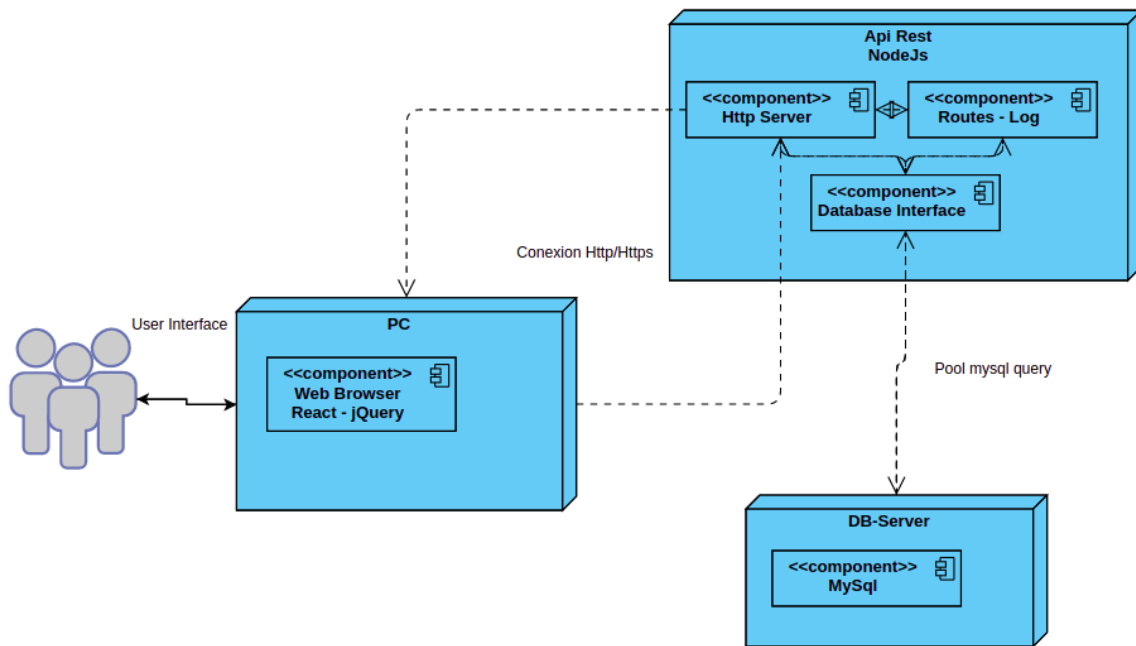 Api Rest
NodeJs
<<component>>
Http Server
<<component>>
Routes - Log
<<component>>
Database Interface
Conexion Http/Https
User Interface
PC
<<component>>
Web Browser
React - jQuery
Pool mysql query
DB-Server
<<component>>
MySql